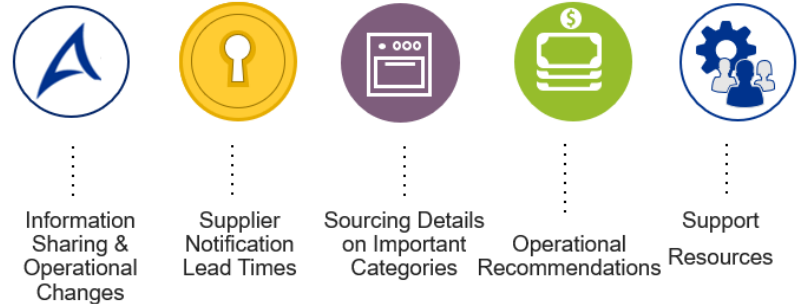 Information
Sharing &
Operational
Changes
Supplier
Notification
Lead Times
Sourcing Details
on Important
Categories
$
Operational
Recommendations
Support
Resources